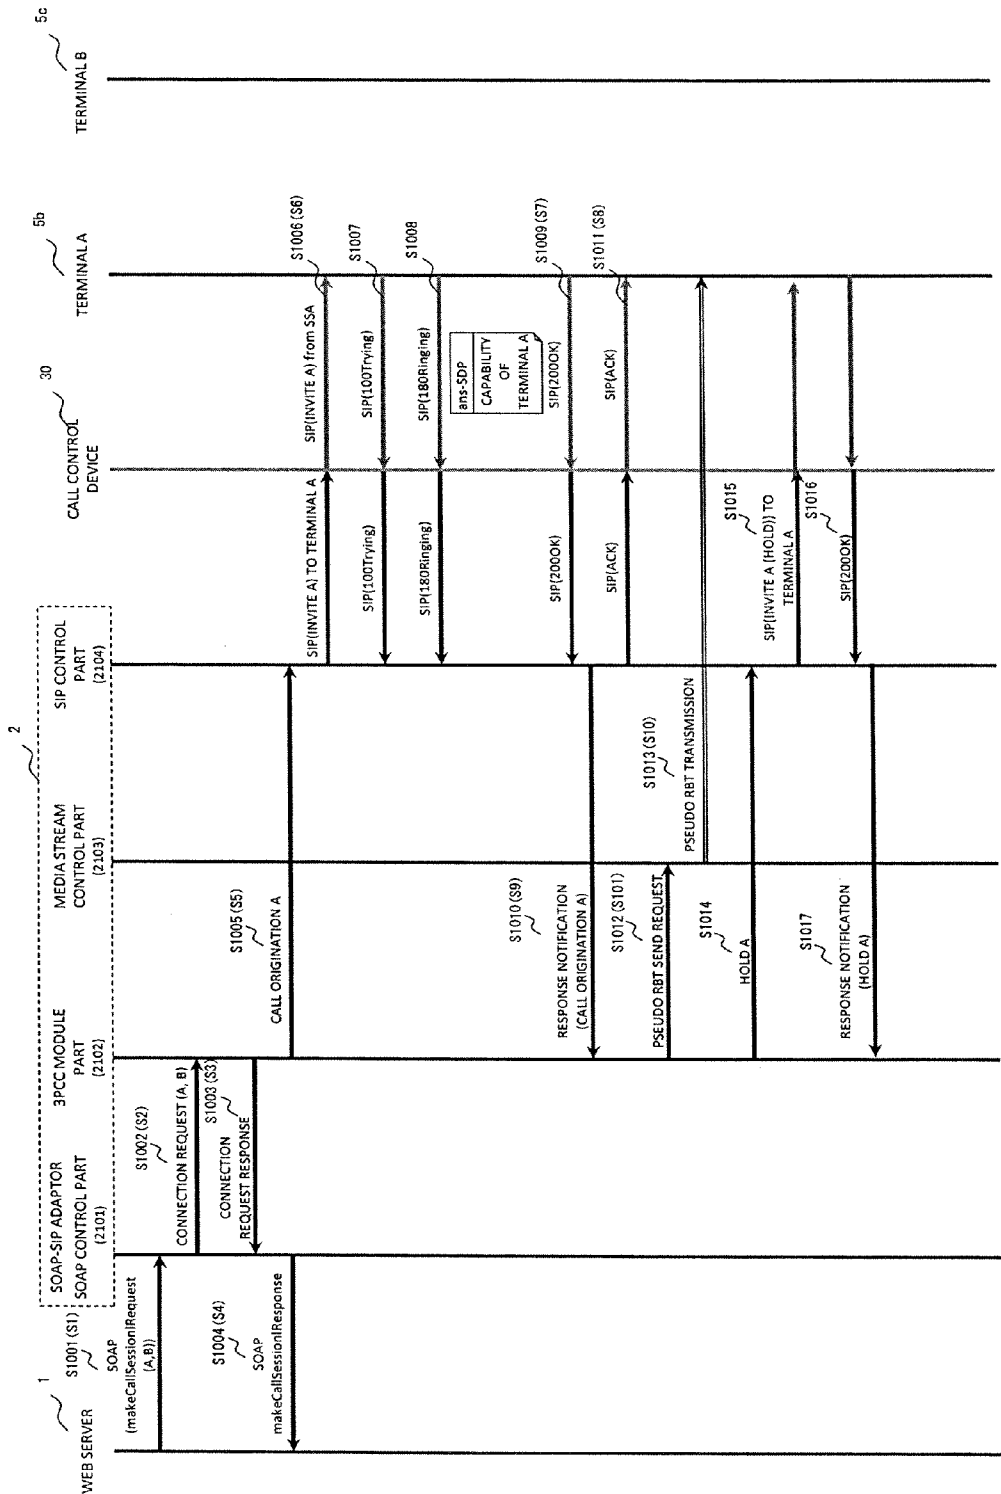 WEB SERVER
1
SOAP-SIP ADAPTOR
SOAP CONTROL PART
(2101)
3PCC MODULE
PART
(2102)
MEDIA STREAM
CONTROL PART
(2103)
SIP CONTROL
PART
(2104)
2
CALL CONTROL
DEVICE
30
TERMINAL A
5b
TERMINAL B
5c
S1001 (S1)
SOAP
(makeCallSessionIRequest
(A,B))
S1002 (S2)
CONNECTION REQUEST (A, B)
S1003 (S3)
CONNECTION
REQUEST RESPONSE
S1004 (S4)
SOAP
makeCallSessionIResponse
S1005 (S5)
CALL ORIGINATION A
SIP(INVITE A) TO TERMINAL A
SIP(INVITE A) from SSA
S1006 (S6)
SIP(100Trying)
SIP(100Trying)
S1007
SIP(180Ringing)
SIP(180Ringing)
S1008
ans-SDP
CAPABILITY
OF
TERMINAL A
SIP(200OK)
SIP(200OK)
S1009 (S7)
S1010 (S9)
RESPONSE NOTIFICATION
(CALL ORIGINATION A)
SIP(ACK)
SIP(ACK)
S1011 (S8)
S1012 (S101)
PSEUDO RBT SEND REQUEST
S1013 (S10)
PSEUDO RBT TRANSMISSION
S1014
HOLD A
S1015
SIP(INVITE A (HOLD)) TO
TERMINAL A
S1016
SIP(200OK)
S1017
RESPONSE NOTIFICATION
(HOLD A)